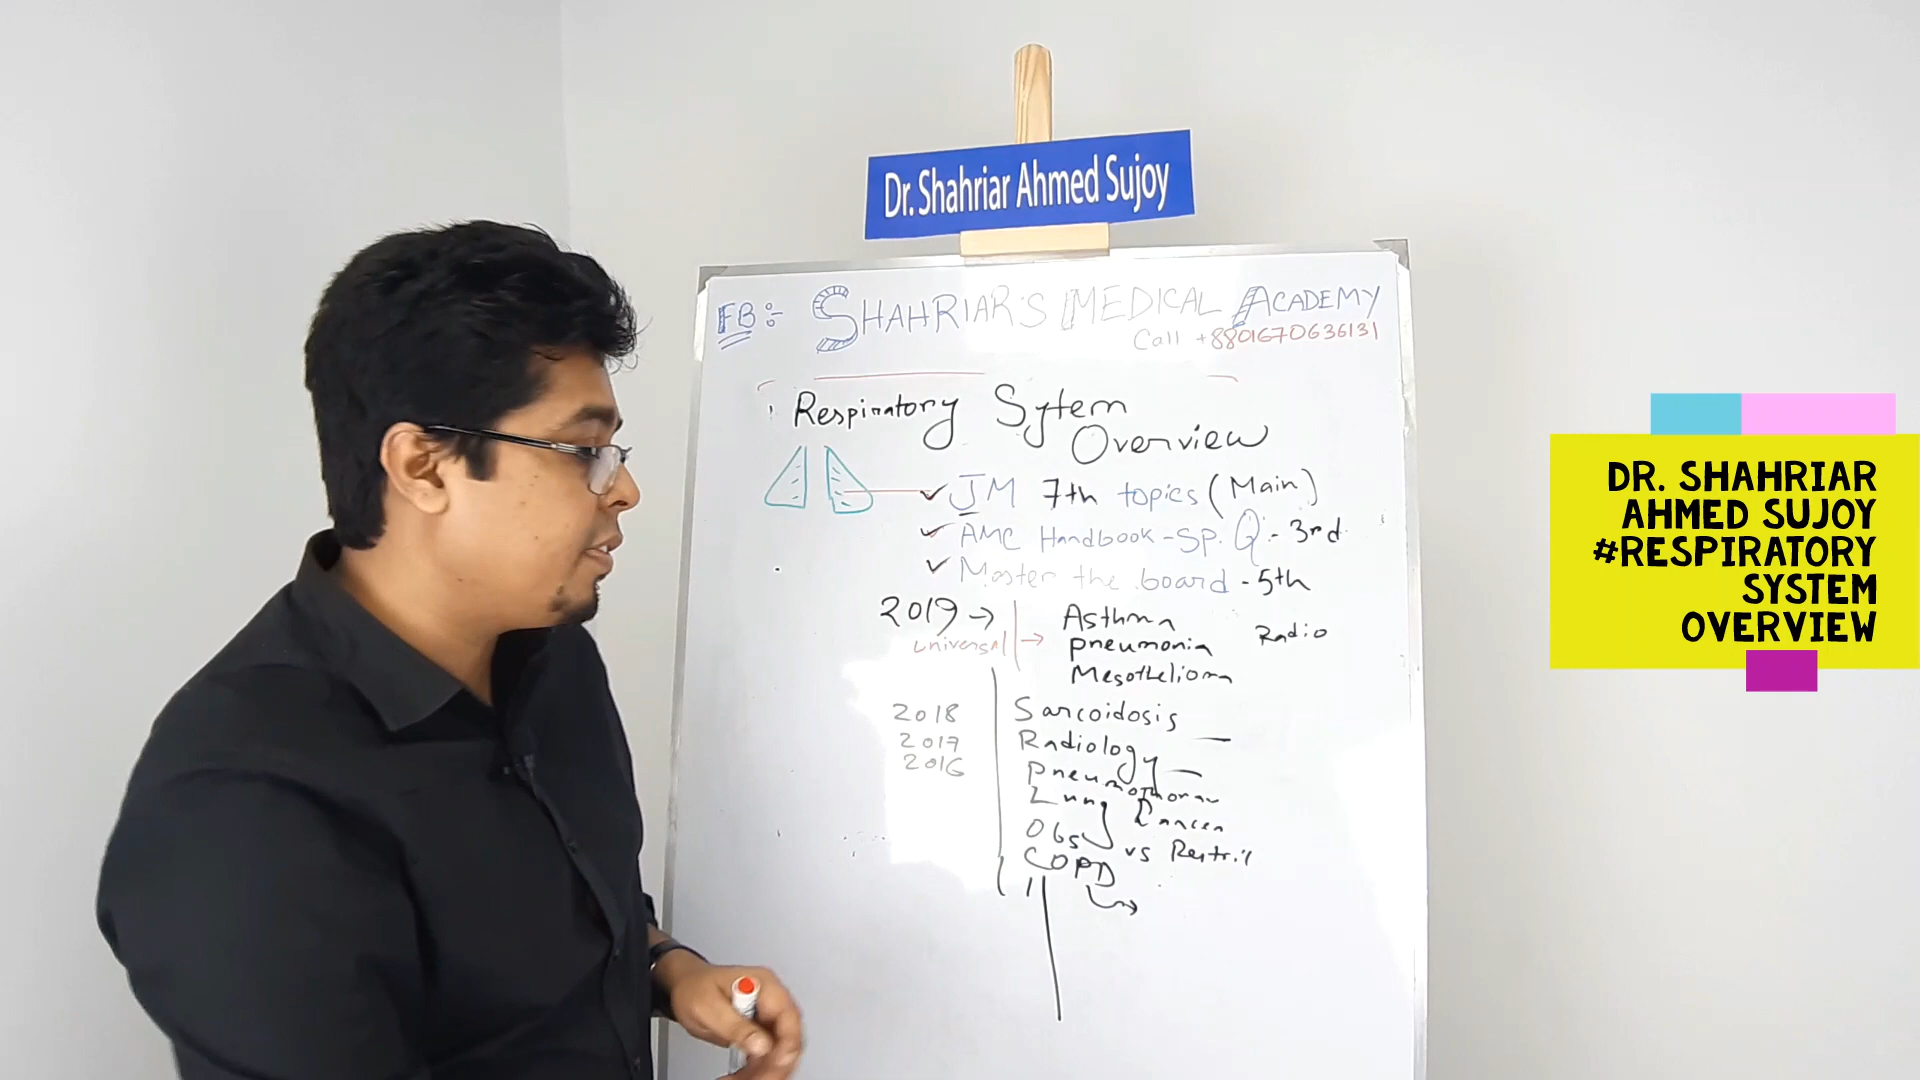 Dr. Shahriar Ahmed Sujoy
FB:- SHAHRIAR'S MEDICAL ACADEMY
Call +8801670636131
Respiratory Sytem
Overview
JM 7th topics (Main)
AMC Handbook - SP. Q - 3rd
Master the board - 5th
2019 → Asthma
universal → Pneumonia Radio
Mesothelioma
2018 Sarcoidosis
2017 Radiology
2016 Pneumothorax
Lung Cancer
Obs vs Restri
COPD
DR. SHAHRIAR
AHMED SUJOY
#RESPIRATORY
SYSTEM
OVERVIEW